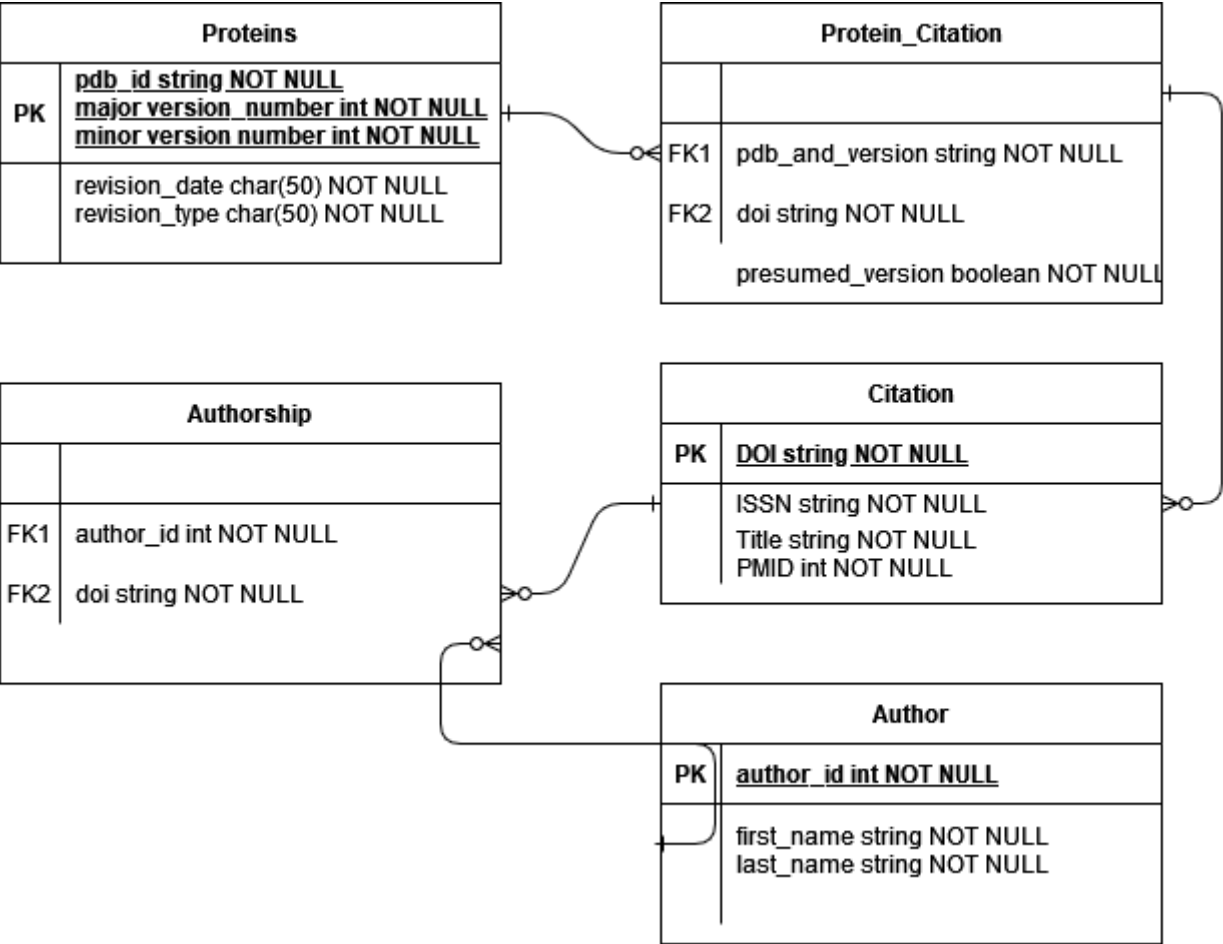 Proteins
PK
pdb_id string NOT NULL
major version_number int NOT NULL
minor version number int NOT NULL
revision_date char(50) NOT NULL
revision_type char(50) NOT NULL
Protein_Citation
FK1 pdb_and_version string NOT NULL
FK2 doi string NOT NULL
presumed_version boolean NOT NULL
Authorship
FK1 author_id int NOT NULL
FK2 doi string NOT NULL
Citation
PK DOI string NOT NULL
ISSN string NOT NULL
Title string NOT NULL
PMID int NOT NULL
Author
PK author_id int NOT NULL
first_name string NOT NULL
last_name string NOT NULL